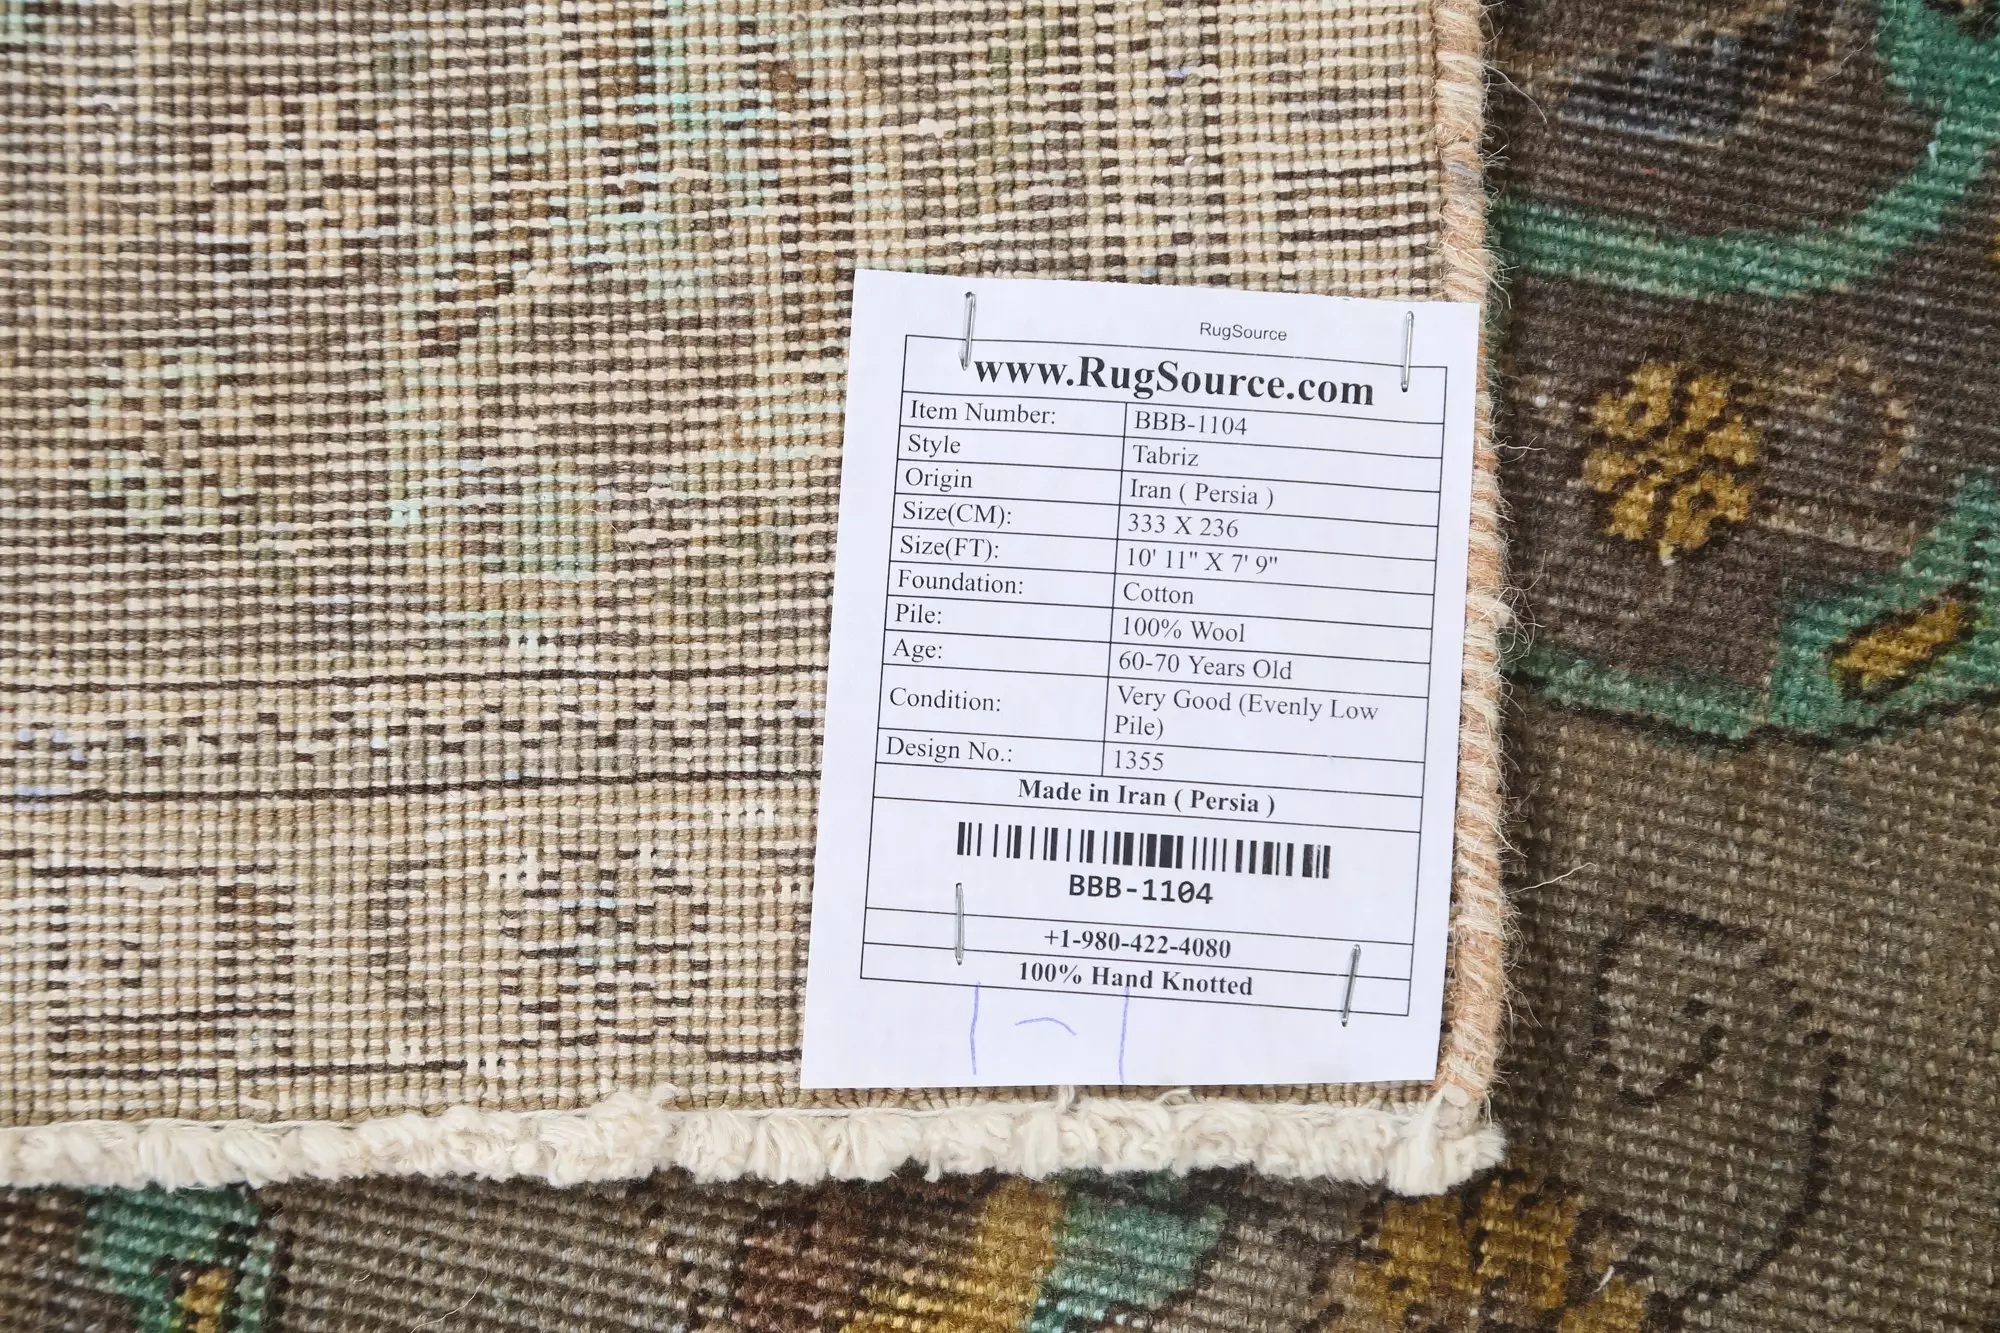 RugSource
www.RugSource.com
Item Number: BBB-1104
Style Tabriz
Origin Iran ( Persia )
Size(CM): 333 X 236
Size(FT): 10' 11" X 7' 9"
Foundation: Cotton
Pile: 100% Wool
Age: 60-70 Years Old
Condition: Very Good (Evenly Low
Pile)
Design No.: 1355
Made in Iran ( Persia )
BBB-1104
+1-980-422-4080
100% Hand Knotted